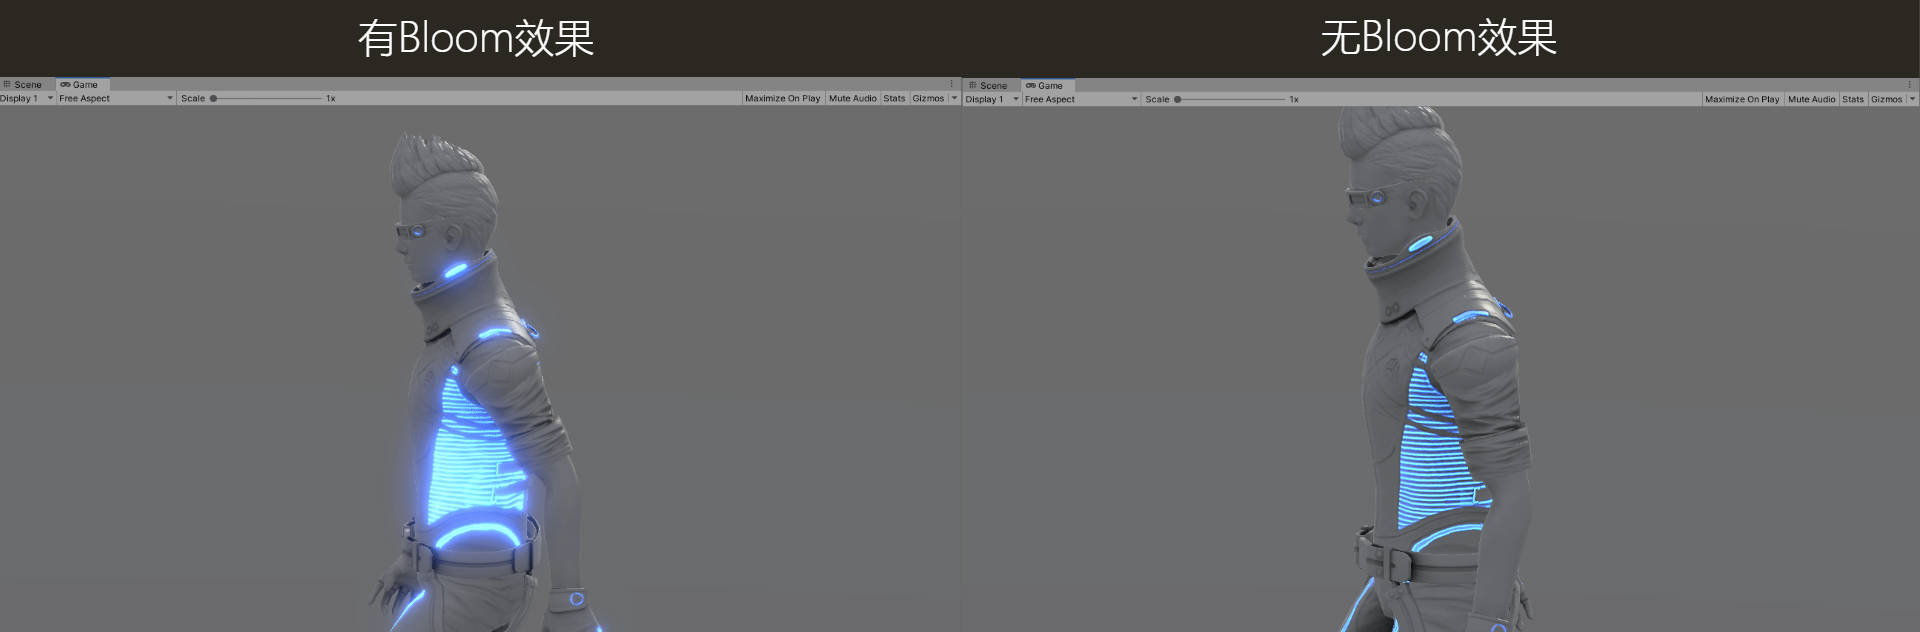 有Bloom效果
无Bloom效果
Scene Game
Display 1 Free Aspect Scale 1x Maximize On Play Mute Audio Stats Gizmos
Scene Game
Display 1 Free Aspect Scale 1x Maximize On Play Mute Audio Stats Gizmos